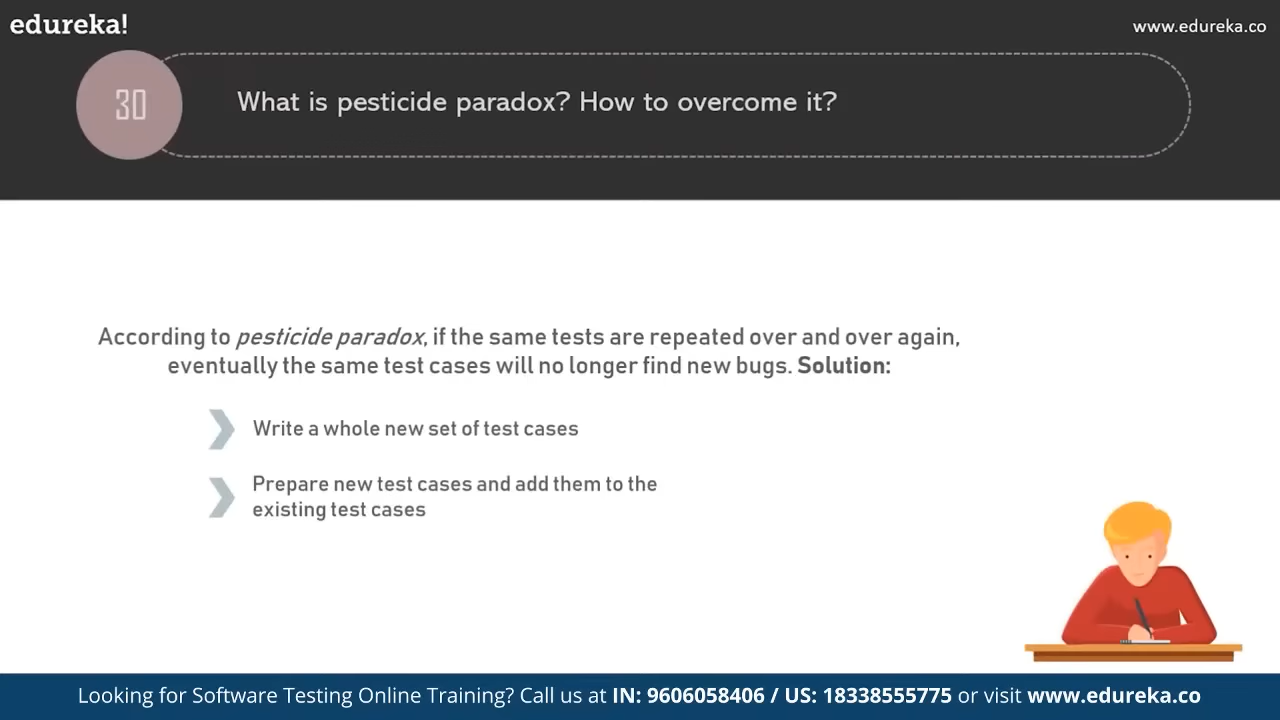 edureka!
www.edureka.co
30
What is pesticide paradox? How to overcome it?
According to pesticide paradox, if the same tests are repeated over and over again,
eventually the same test cases will no longer find new bugs. Solution:
Write a whole new set of test cases
Prepare new test cases and add them to the
existing test cases
Looking for Software Testing Online Training? Call us at IN: 9606058406 / US: 18338555775 or visit www.edureka.co